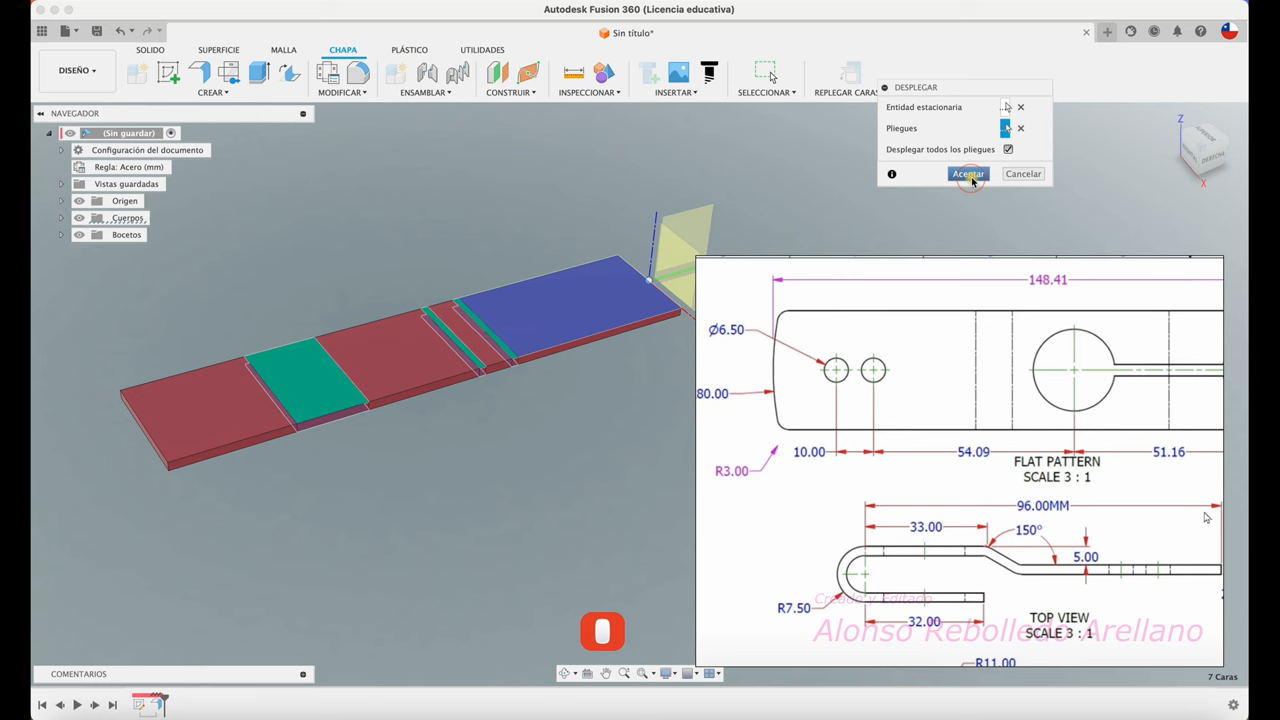 Autodesk Fusion 360 (Licencia educativa)
Sin título*
DISEÑO
SOLIDO SUPERFICIE MALLA CHAPA PLÁSTICO UTILIDADES
CREAR MODIFICAR ENSAMBLAR CONSTRUIR INSPECCIONAR INSERTAR SELECCIONAR REPLEGAR CARAS
DESPLEGAR
Entidad estacionaria
Pliegues
Desplegar todos los pliegues
Aceptar Cancelar
NAVEGADOR
(Sin guardar)
Configuración del documento
Regla: Acero (mm)
Vistas guardadas
Origen
Cuerpos
Bocetos
Z
SUPERIOR
DERECHA
X
148.41
Ø6.50
80.00
10.00 54.09 51.16
R3.00
FLAT PATTERN
SCALE 3 : 1
96.00MM
33.00 150°
5.00
R7.50
32.00
Creado y Editado
Alonso Rebolledo Arellano
TOP VIEW
SCALE 3 : 1
R11.00
COMENTARIOS
7 Caras